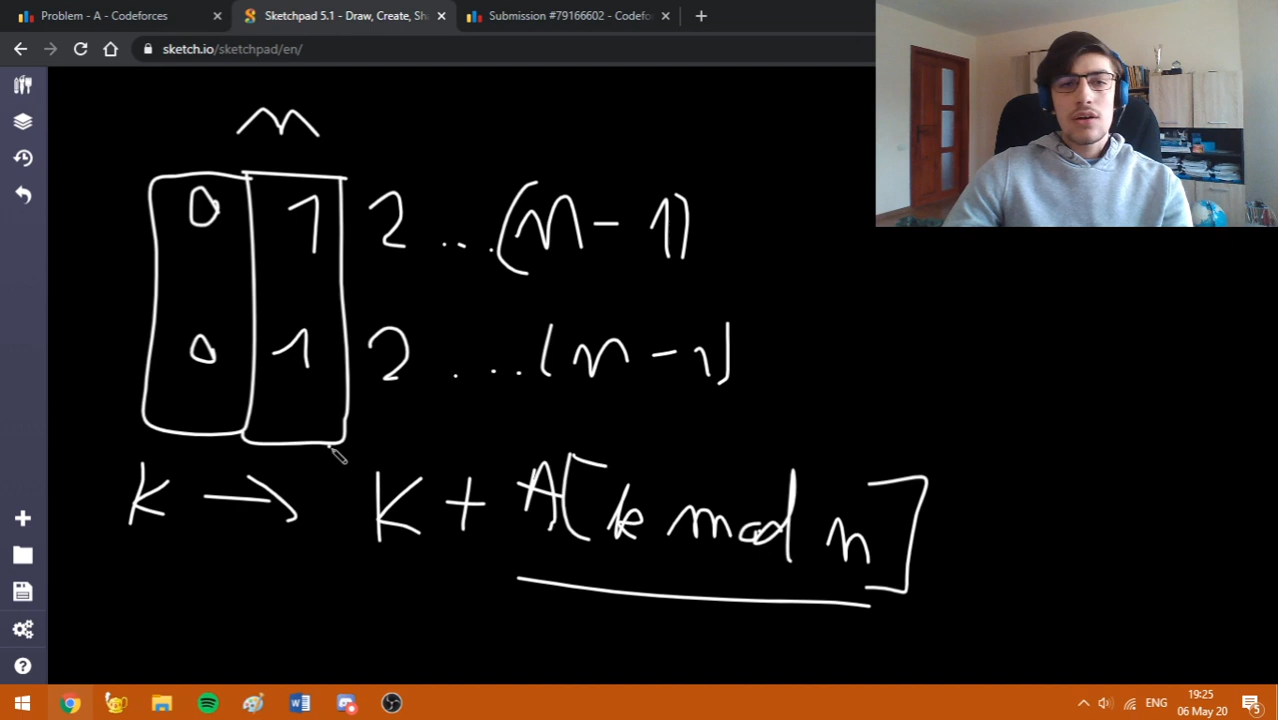 Problem - A - Codeforces
Sketchpad 5.1 - Draw, Create, Sh
Submission #79166602 - Codefo
sketch.io/sketchpad/en/
n
0 1 2 ... (n - 1)
0 1 2 ... (n - 1)
k → k + A[k mod n]
ENG
19:25
06 May 20
5